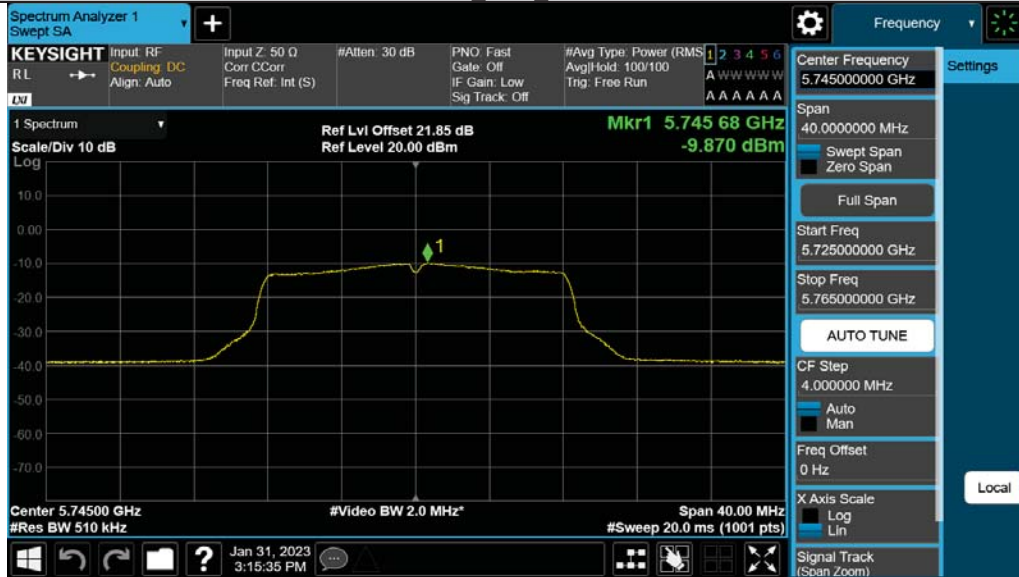 Spectrum Analyzer 1
Swept SA
+
Frequency
KEYSIGHT
RL
LXI
Input: RF
Coupling: DC
Align: Auto
Input Z: 50 Ω
Corr CCorr
Freq Ref: Int (S)
#Atten: 30 dB
PNO: Fast
Gate: Off
IF Gain: Low
Sig Track: Off
#Avg Type: Power (RMS
Avg|Hold: 100/100
Trig: Free Run
1 2 3 4 5 6
A W W W W W
A A A A A A
1 Spectrum
Scale/Div 10 dB
Ref Lvl Offset 21.85 dB
Ref Level 20.00 dBm
Mkr1 5.745 68 GHz
-9.870 dBm
Log
10.0
0.00
-10.0
-20.0
-30.0
-40.0
-50.0
-60.0
-70.0
1
Center 5.74500 GHz
#Res BW 510 kHz
#Video BW 2.0 MHz*
Span 40.00 MHz
#Sweep 20.0 ms (1001 pts)
?
Jan 31, 2023
3:15:35 PM
Center Frequency
5.745000000 GHz
Span
40.0000000 MHz
Swept Span
Zero Span
Full Span
Start Freq
5.725000000 GHz
Stop Freq
5.765000000 GHz
AUTO TUNE
CF Step
4.000000 MHz
Auto
Man
Freq Offset
0 Hz
X Axis Scale
Log
Lin
Signal Track
(Span Zoom)
Settings
Local